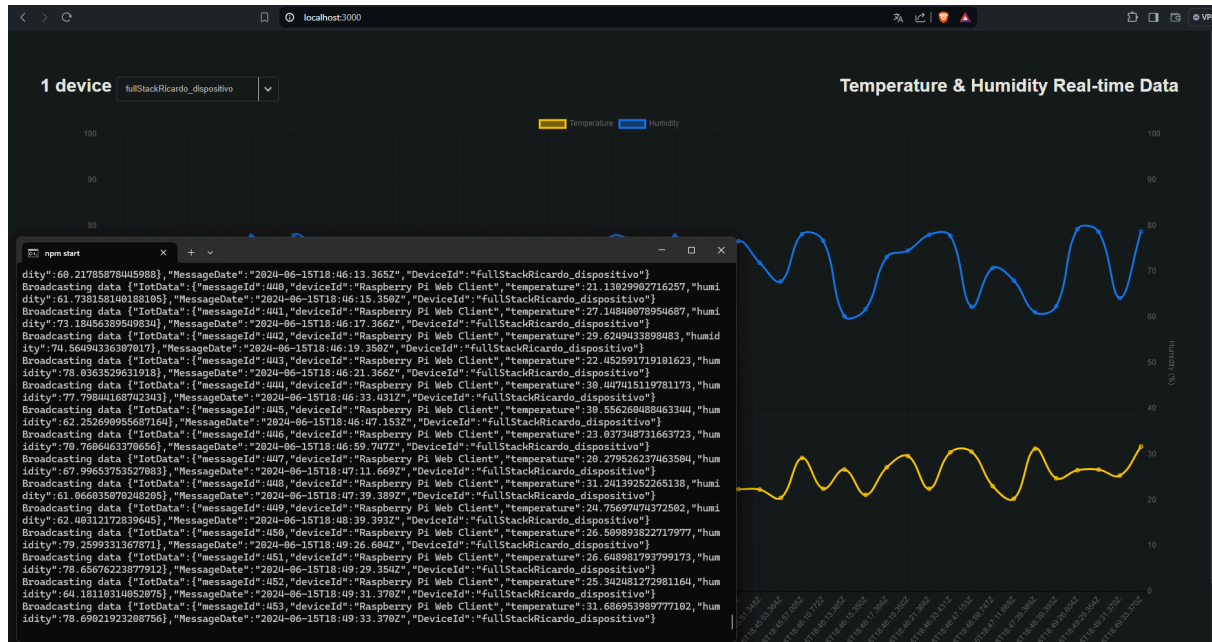 localhost:3000
VP
1 device
fullStackRicardo_dispositivo
Temperature & Humidity Real-time Data
Temperature
Humidity
100
90
80
100
90
80
70
60
50
40
30
20
10
0
Humidity (%)
npm start
dity":60.21785878445988},"MessageDate":"2024-06-15T18:46:13.365Z","DeviceId":"fullStackRicardo_dispositivo"}
Broadcasting data {"IotData":{"messageId":440,"deviceId":"Raspberry Pi Web Client","temperature":21.13029902716257,"humi
dity":61.738158140188105},"MessageDate":"2024-06-15T18:46:15.350Z","DeviceId":"fullStackRicardo_dispositivo"}
Broadcasting data {"IotData":{"messageId":441,"deviceId":"Raspberry Pi Web Client","temperature":27.14840078954687,"humi
dity":73.18456389549834},"MessageDate":"2024-06-15T18:46:17.366Z","DeviceId":"fullStackRicardo_dispositivo"}
Broadcasting data {"IotData":{"messageId":442,"deviceId":"Raspberry Pi Web Client","temperature":29.6249433898483,"humid
ity":74.56494336307017},"MessageDate":"2024-06-15T18:46:19.350Z","DeviceId":"fullStackRicardo_dispositivo"}
Broadcasting data {"IotData":{"messageId":443,"deviceId":"Raspberry Pi Web Client","temperature":22.452591719101623,"hum
idity":78.0363529631918},"MessageDate":"2024-06-15T18:46:21.366Z","DeviceId":"fullStackRicardo_dispositivo"}
Broadcasting data {"IotData":{"messageId":444,"deviceId":"Raspberry Pi Web Client","temperature":30.447415119781173,"hum
idity":77.79844168742343},"MessageDate":"2024-06-15T18:46:33.431Z","DeviceId":"fullStackRicardo_dispositivo"}
Broadcasting data {"IotData":{"messageId":445,"deviceId":"Raspberry Pi Web Client","temperature":30.556260488463344,"hum
idity":62.252690955687164},"MessageDate":"2024-06-15T18:46:47.153Z","DeviceId":"fullStackRicardo_dispositivo"}
Broadcasting data {"IotData":{"messageId":446,"deviceId":"Raspberry Pi Web Client","temperature":23.037348731663723,"hum
idity":70.7606463370656},"MessageDate":"2024-06-15T18:46:59.747Z","DeviceId":"fullStackRicardo_dispositivo"}
Broadcasting data {"IotData":{"messageId":447,"deviceId":"Raspberry Pi Web Client","temperature":20.279526237463504,"hum
idity":67.99653753527083},"MessageDate":"2024-06-15T18:47:11.669Z","DeviceId":"fullStackRicardo_dispositivo"}
Broadcasting data {"IotData":{"messageId":448,"deviceId":"Raspberry Pi Web Client","temperature":31.24139252265138,"hum
idity":61.066035070248205},"MessageDate":"2024-06-15T18:47:39.389Z","DeviceId":"fullStackRicardo_dispositivo"}
Broadcasting data {"IotData":{"messageId":449,"deviceId":"Raspberry Pi Web Client","temperature":24.75697474372502,"hum
idity":62.40312172839645},"MessageDate":"2024-06-15T18:48:39.393Z","DeviceId":"fullStackRicardo_dispositivo"}
Broadcasting data {"IotData":{"messageId":450,"deviceId":"Raspberry Pi Web Client","temperature":26.509893822717977,"hum
idity":79.2599331367871},"MessageDate":"2024-06-15T18:49:26.604Z","DeviceId":"fullStackRicardo_dispositivo"}
Broadcasting data {"IotData":{"messageId":451,"deviceId":"Raspberry Pi Web Client","temperature":26.648981793799173,"hum
idity":78.65676223877912},"MessageDate":"2024-06-15T18:49:29.354Z","DeviceId":"fullStackRicardo_dispositivo"}
Broadcasting data {"IotData":{"messageId":452,"deviceId":"Raspberry Pi Web Client","temperature":25.342481272981164,"hum
idity":64.18110314052075},"MessageDate":"2024-06-15T18:49:31.370Z","DeviceId":"fullStackRicardo_dispositivo"}
Broadcasting data {"IotData":{"messageId":453,"deviceId":"Raspberry Pi Web Client","temperature":31.686953989777102,"hum
idity":78.69021923208756},"MessageDate":"2024-06-15T18:49:33.370Z","DeviceId":"fullStackRicardo_dispositivo"}